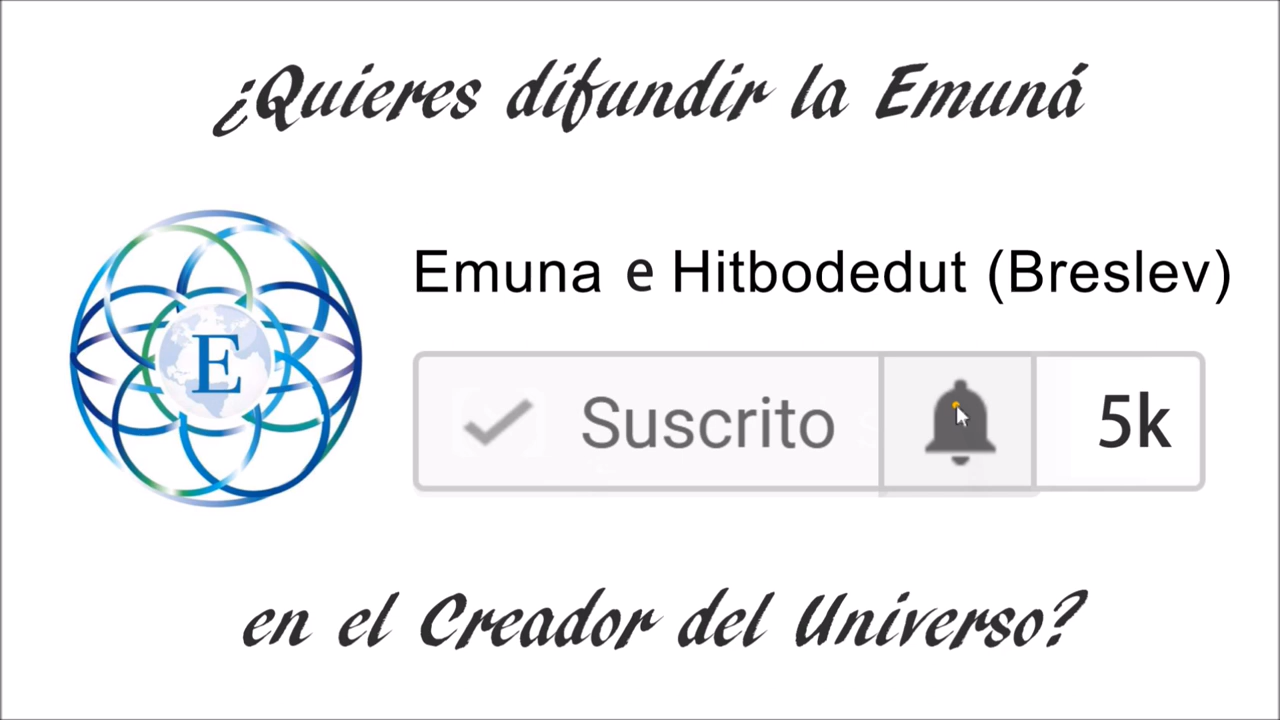 ¿Quieres difundir la Emuná
E
Emuna e Hitbodedut (Breslev)
Suscrito
5k
en el Creador del Universo?